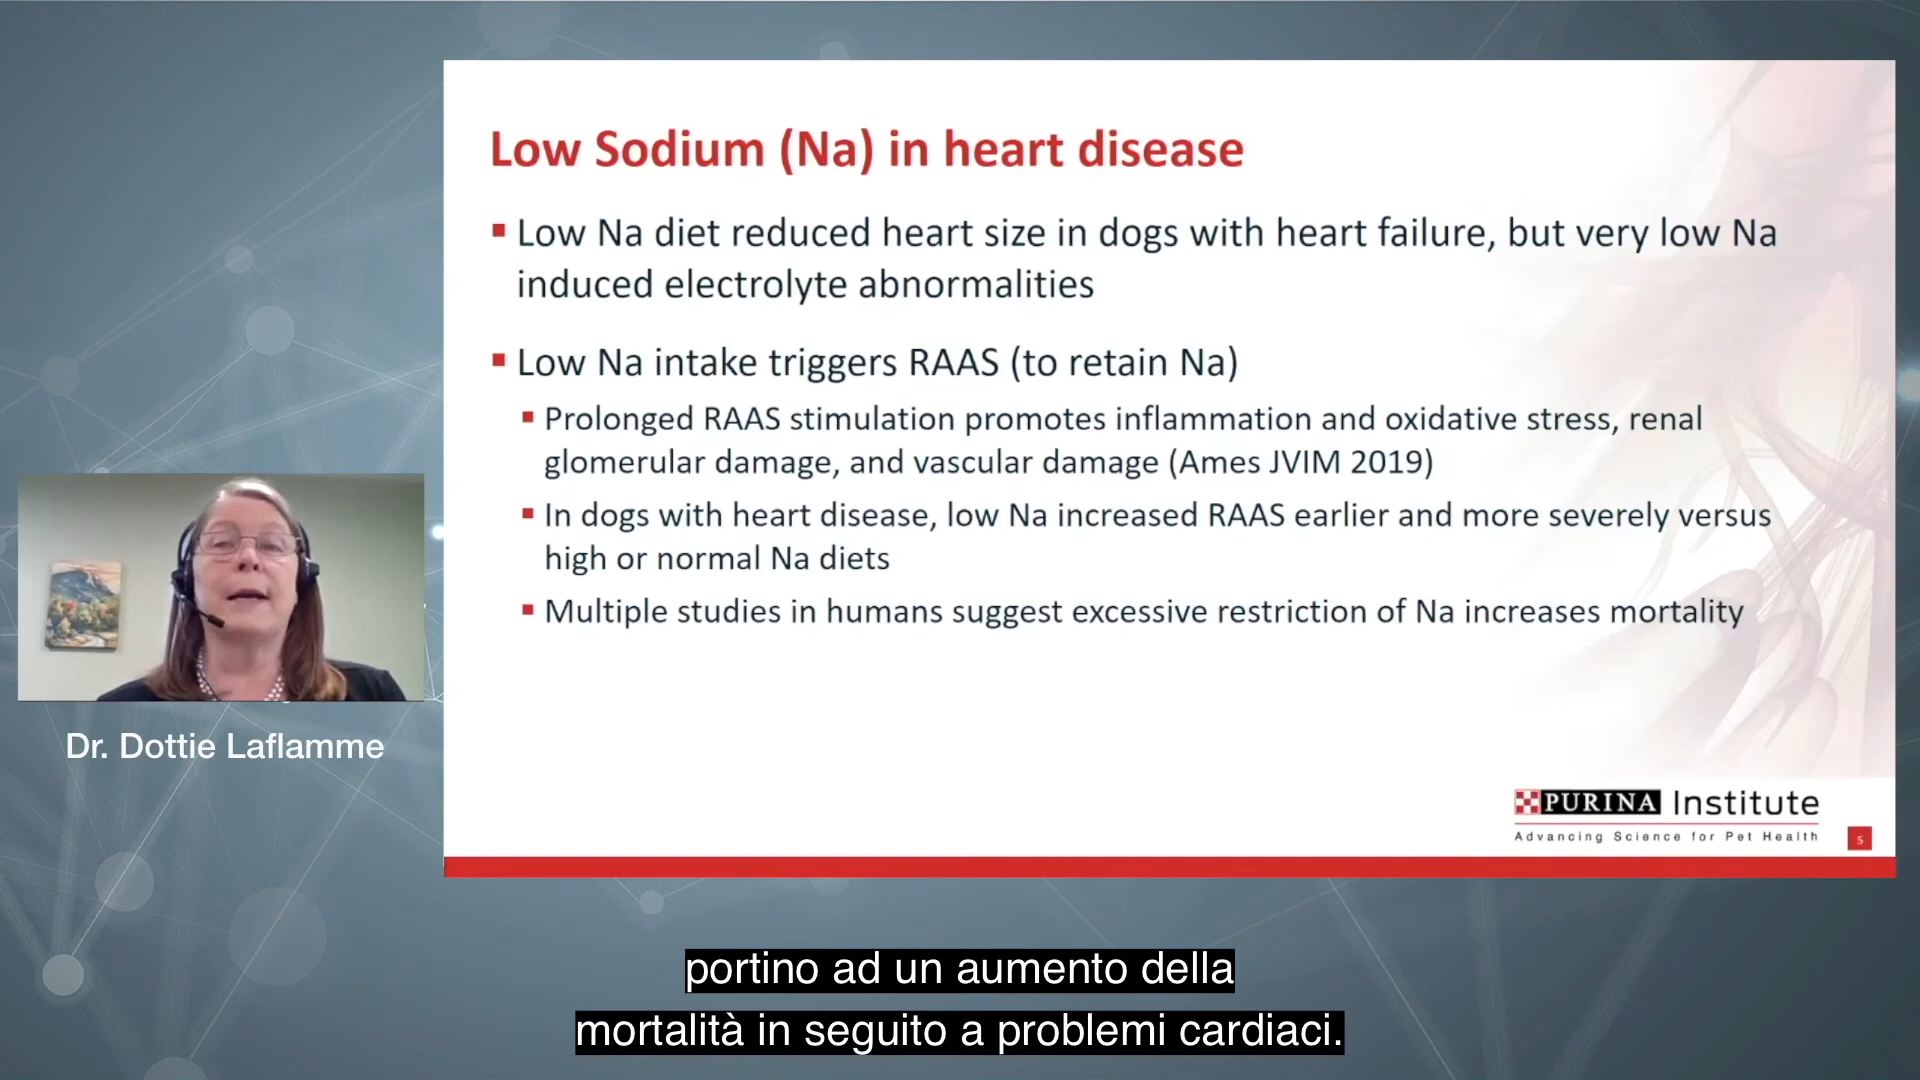 Low Sodium (Na) in heart disease
Low Na diet reduced heart size in dogs with heart failure, but very low Na
induced electrolyte abnormalities
Low Na intake triggers RAAS (to retain Na)
Prolonged RAAS stimulation promotes inflammation and oxidative stress, renal
glomerular damage, and vascular damage (Ames JVIM 2019)
In dogs with heart disease, low Na increased RAAS earlier and more severely versus
high or normal Na diets
Multiple studies in humans suggest excessive restriction of Na increases mortality
Dr. Dottie Laflamme
PURINA Institute
Advancing Science for Pet Health
5
portino ad un aumento della
mortalità in seguito a problemi cardiaci.